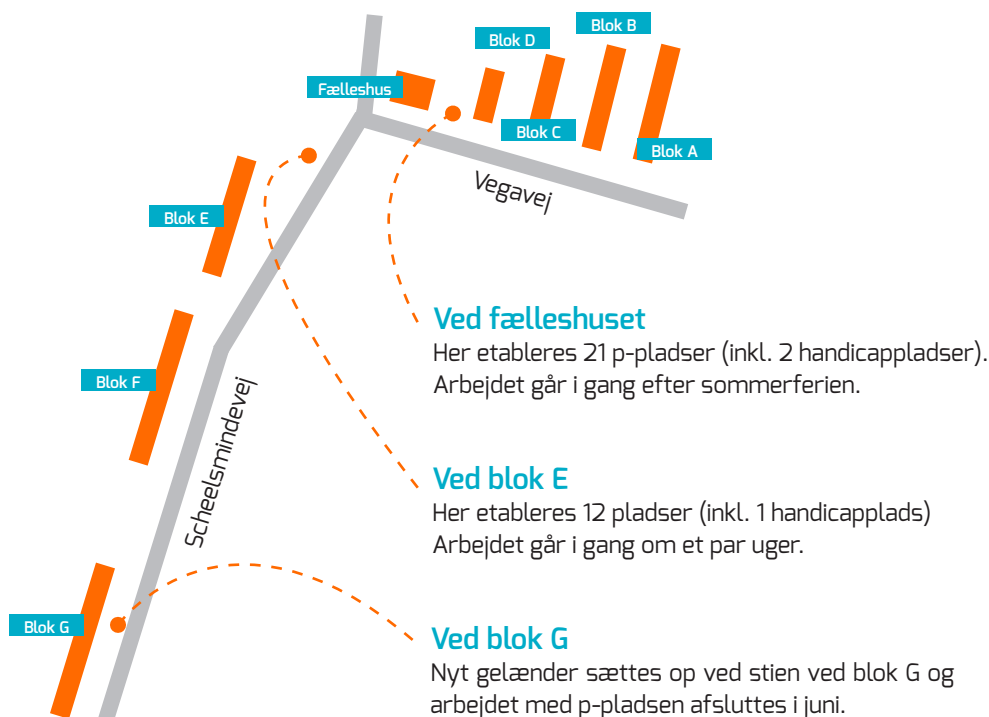 Blok B
Blok D
Fælleshus
Blok C
Blok A
Vegavej
Blok E
Ved fælleshuset
Her etableres 21 p-pladser (inkl. 2 handicappladser).
Arbejdet går i gang efter sommerferien.
Blok F
Scheelsmindevej
Ved blok E
Her etableres 12 pladser (inkl. 1 handicapplads)
Arbejdet går i gang om et par uger.
Blok G
Ved blok G
Nyt gelænder sættes op ved stien ved blok G og
arbejdet med p-pladsen afsluttes i juni.